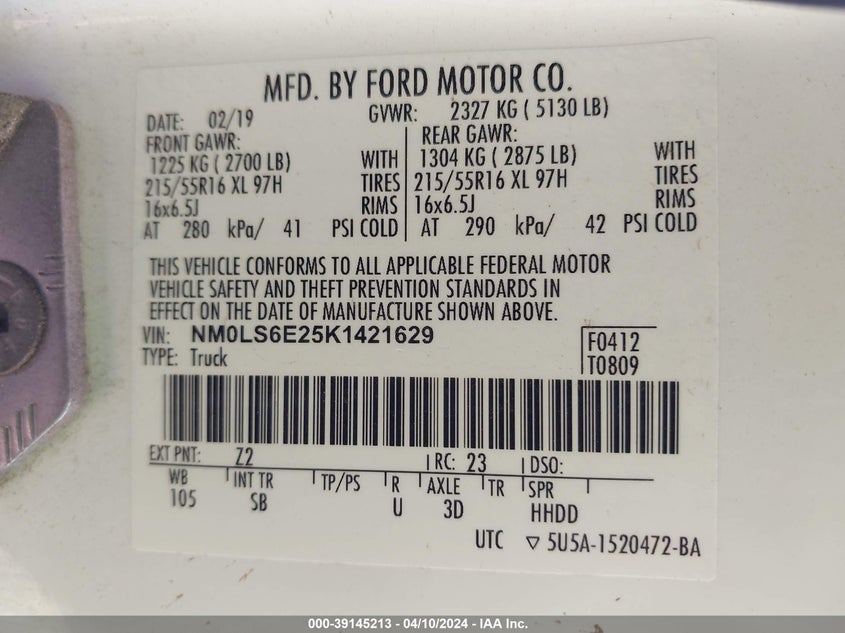 MFD. BY FORD MOTOR CO.
DATE: 02/19 GVWR: 2327 KG ( 5130 LB)
FRONT GAWR: REAR GAWR:
1225 KG ( 2700 LB) WITH 1304 KG ( 2875 LB) WITH
215/55R16 XL 97H TIRES 215/55R16 XL 97H TIRES
16x6.5J RIMS 16x6.5J RIMS
AT 280 kPa/ 41 PSI COLD AT 290 kPa/ 42 PSI COLD
THIS VEHICLE CONFORMS TO ALL APPLICABLE FEDERAL MOTOR
VEHICLE SAFETY AND THEFT PREVENTION STANDARDS IN
EFFECT ON THE DATE OF MANUFACTURE SHOWN ABOVE.
VIN: NM0LS6E25K1421629 F0412
TYPE: Truck T0809
EXT PNT: Z2 RC: 23 DSO:
WB INT TR TP/PS R AXLE TR SPR
105 SB U 3D HHDD
UTC ▽ 5U5A-1520472-BA
000-39145213 - 04/10/2024 - IAA Inc.